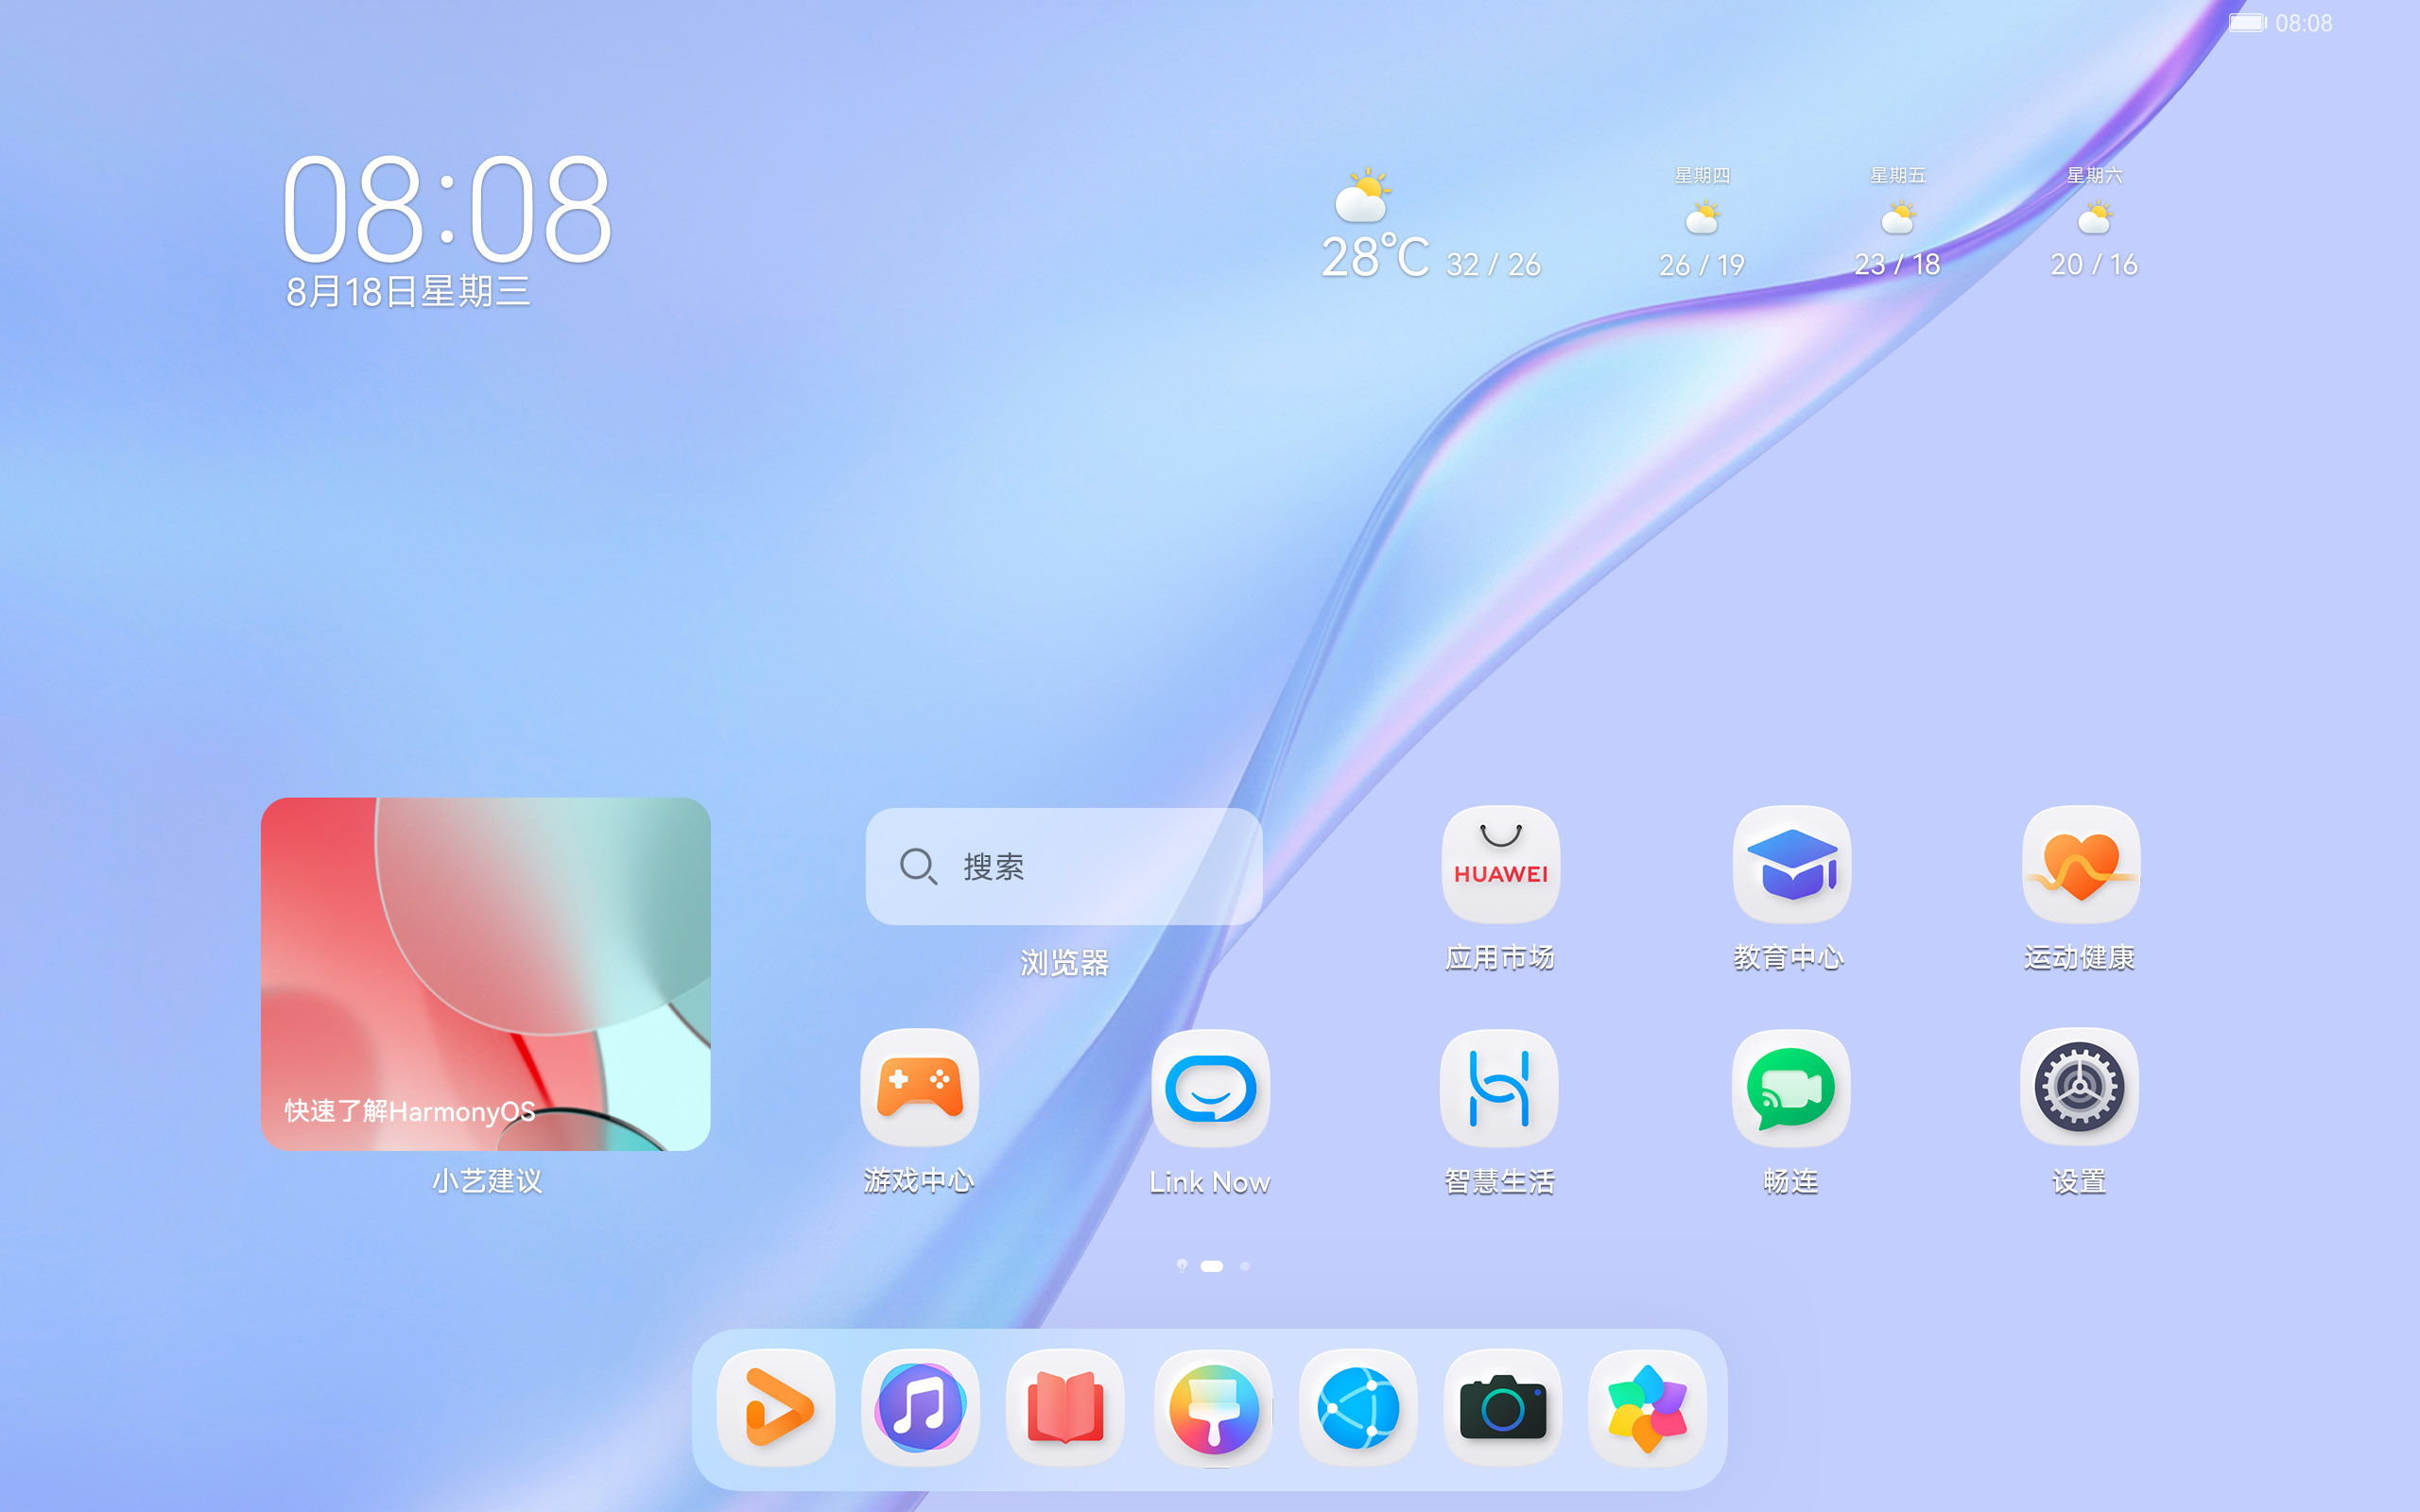 08:08
08:08
8月18日星期三
28°C 32 / 26
星期四
26 / 19
星期五
23 / 18
星期六
20 / 16
快速了解HarmonyOS
小艺建议
搜索
浏览器
HUAWEI
应用市场
教育中心
运动健康
游戏中心
Link Now
智慧生活
畅连
设置